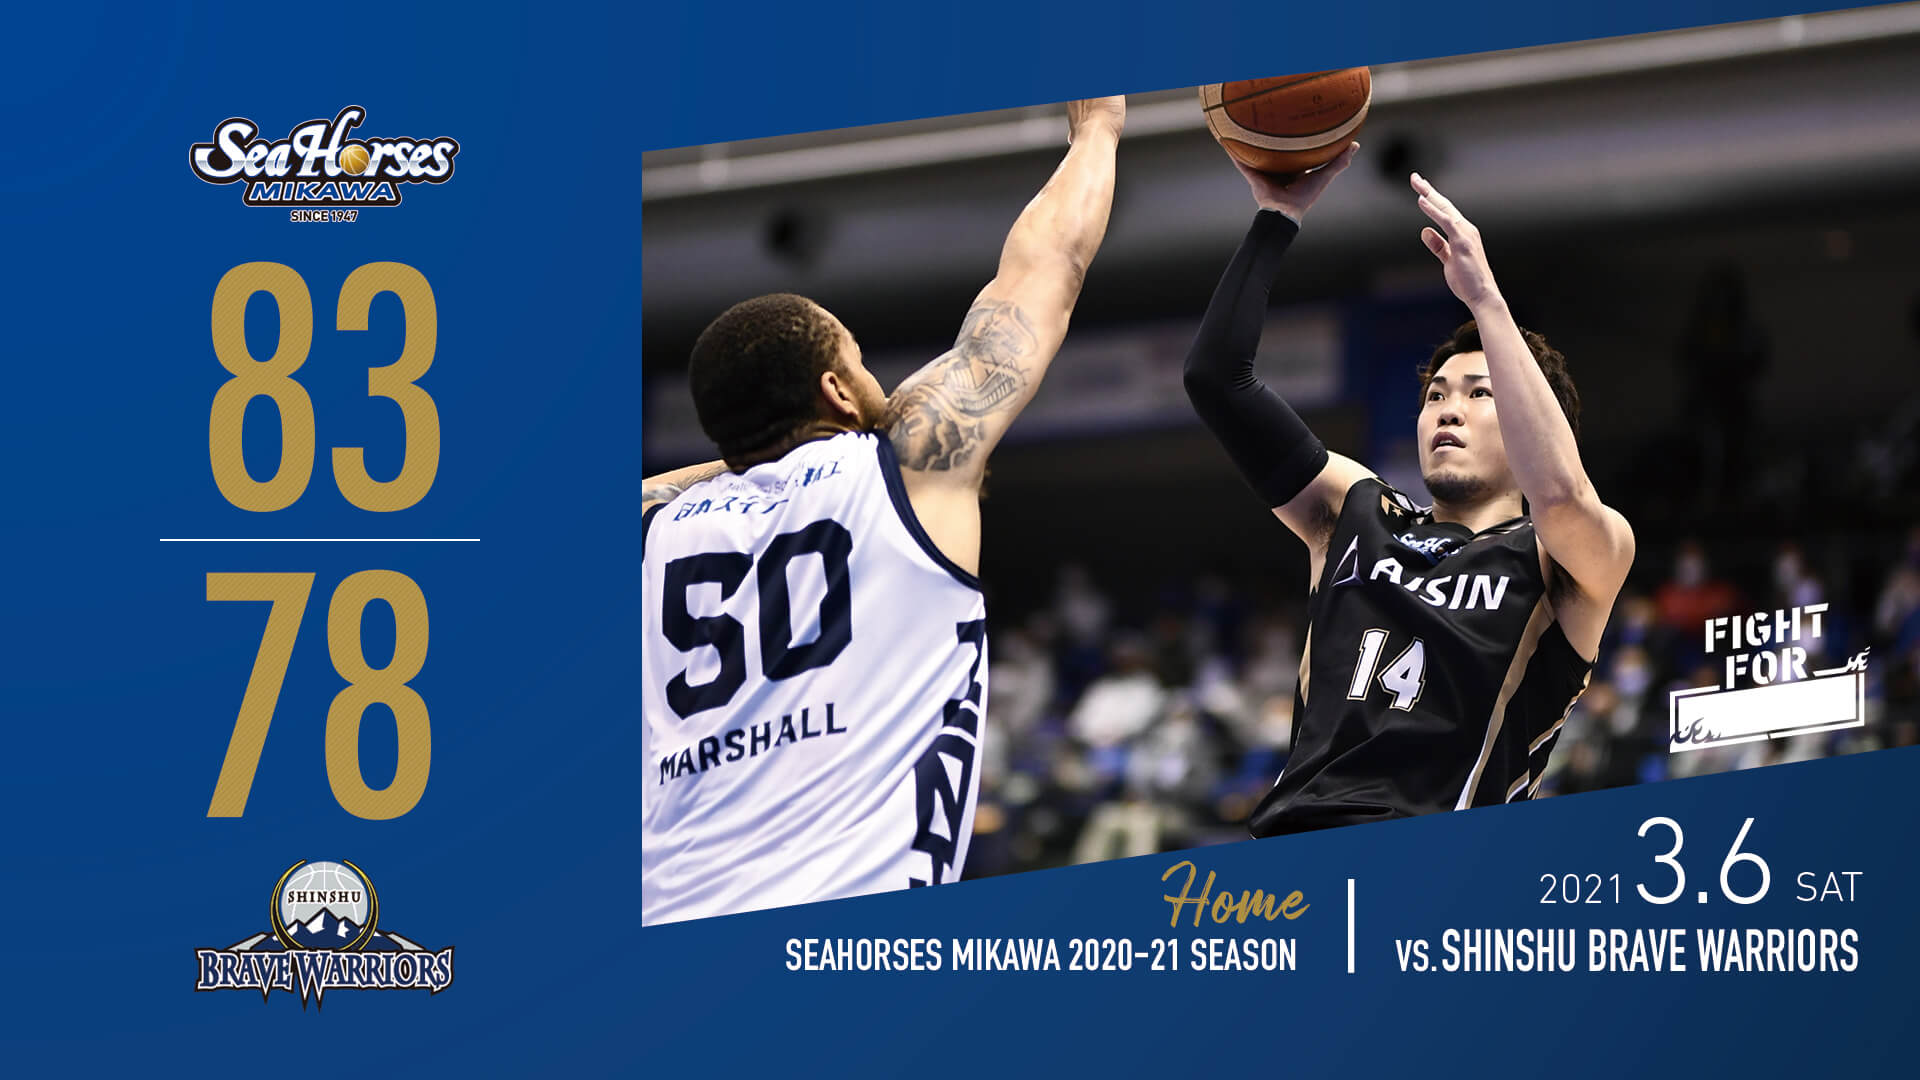 SeaHorses
MIKAWA
SINCE 1947
83
78
SHINSHU
BRAVE WARRIORS
50
MARSHALL
SeaH
AISIN
14
FIGHT
FOR
Home
SEAHORSES MIKAWA 2020-21 SEASON
2021 3.6 SAT
VS. SHINSHU BRAVE WARRIORS